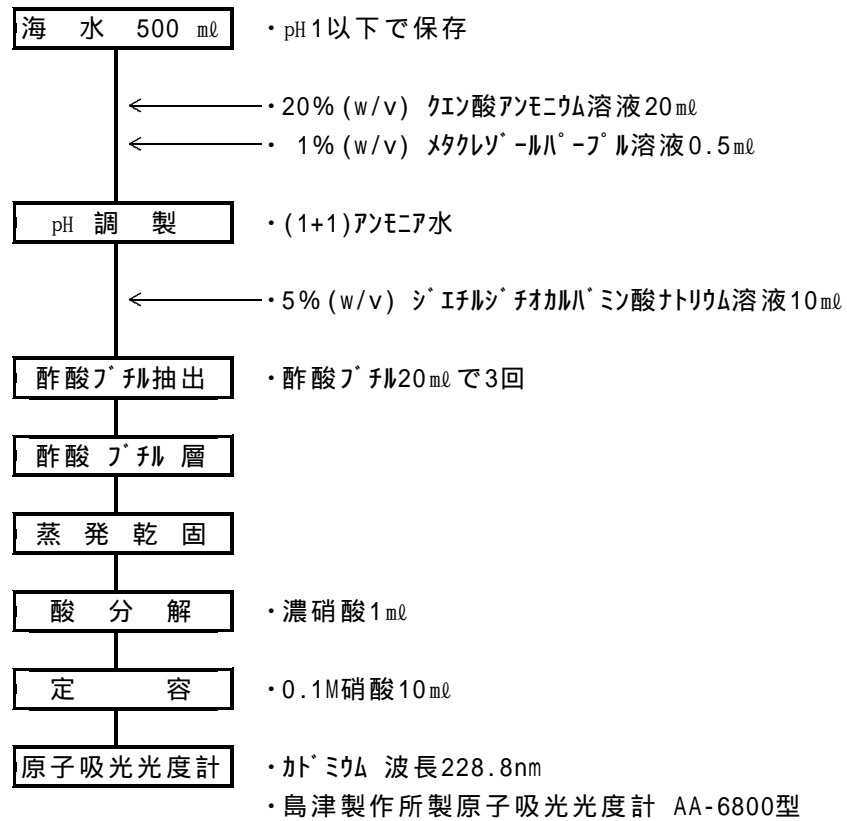 海 水 500 ㎖ ・pH1以下で保存
・20%(w/v) ｸｴﾝ酸ｱﾝﾓﾆｳﾑ溶液20㎖
・ 1%(w/v) ﾒﾀｸﾚｿﾞｰﾙﾊﾟｰﾌﾟﾙ溶液0.5㎖
pH 調 製 ・(1+1)ｱﾝﾓﾆｱ水
・5%(w/v) ｼﾞｴﾁﾙｼﾞﾁｵｶﾙﾊﾞﾐﾝ酸ﾅﾄﾘｳﾑ溶液10㎖
酢酸ﾌﾞﾁﾙ抽出 ・酢酸ﾌﾞﾁﾙ20㎖で3回
酢酸 ﾌﾞﾁﾙ 層
蒸 発 乾 固
酸 分 解 ・濃硝酸1㎖
定 容 ・0.1M硝酸10㎖
原子吸光光度計 ・ｶﾄﾞﾐｳﾑ 波長228.8nm
・島津製作所製原子吸光光度計 AA-6800型